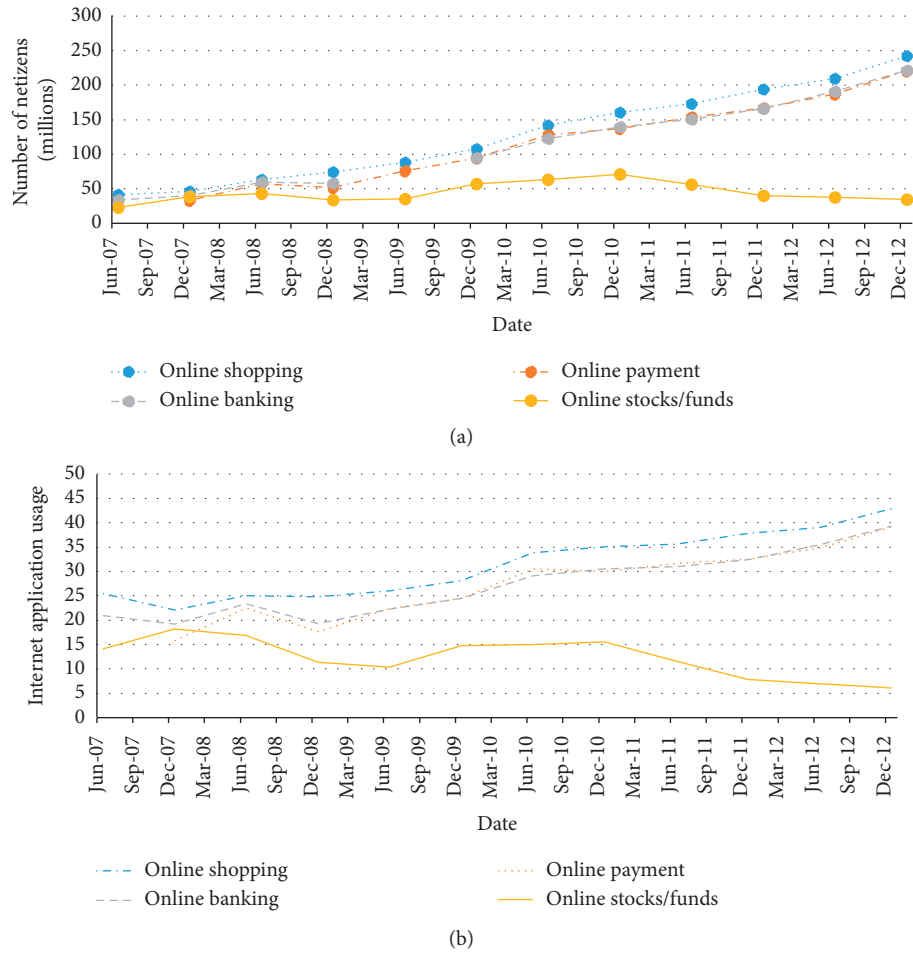 300
250
200
150
100
50
0
Number of netizens
(millions)
Jun-07
Sep-07
Dec-07
Mar-08
Jun-08
Sep-08
Dec-08
Mar-09
Jun-09
Sep-09
Dec-09
Mar-10
Jun-10
Sep-10
Dec-10
Mar-11
Jun-11
Sep-11
Dec-11
Mar-12
Jun-12
Sep-12
Dec-12
Date
Online shopping
Online payment
Online banking
Online stocks/funds
(a)
50
45
40
35
30
25
20
15
10
5
0
Internet application usage
Jun-07
Sep-07
Dec-07
Mar-08
Jun-08
Sep-08
Dec-08
Mar-09
Jun-09
Sep-09
Dec-09
Mar-10
Jun-10
Sep-10
Dec-10
Mar-11
Jun-11
Sep-11
Dec-11
Mar-12
Jun-12
Sep-12
Dec-12
Date
Online shopping
Online payment
Online banking
Online stocks/funds
(b)